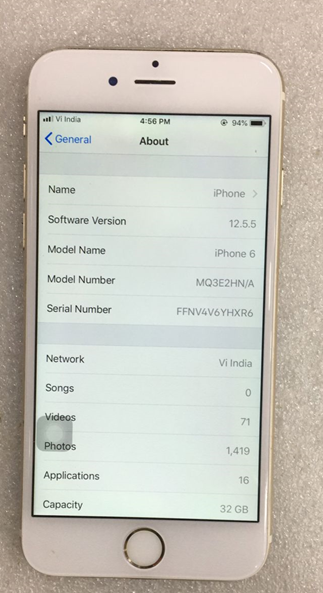 Vi India 4:56 PM 94%
General About
Name iPhone
Software Version 12.5.5
Model Name iPhone 6
Model Number MQ3E2HN/A
Serial Number FFNV4V6YHXR6
Network Vi India
Songs 0
Videos 71
Photos 1,419
Applications 16
Capacity 32 GB